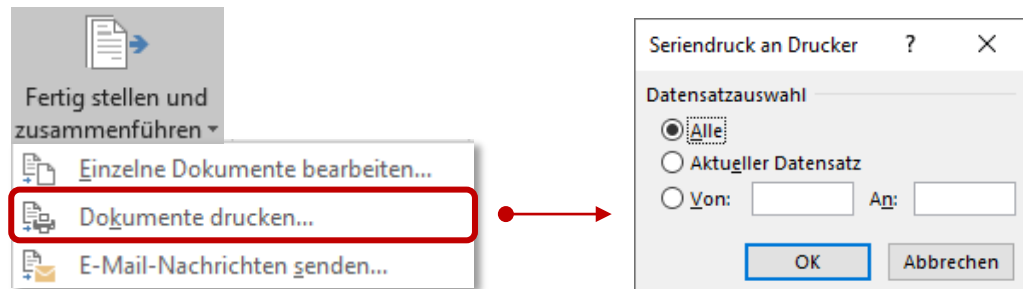 Fertig stellen und
zusammenführen
Einzelne Dokumente bearbeiten...
Dokumente drucken...
E-Mail-Nachrichten senden...
Seriendruck an Drucker ?
Datensatzauswahl
Alle
Aktueller Datensatz
Von: An:
OK Abbrechen